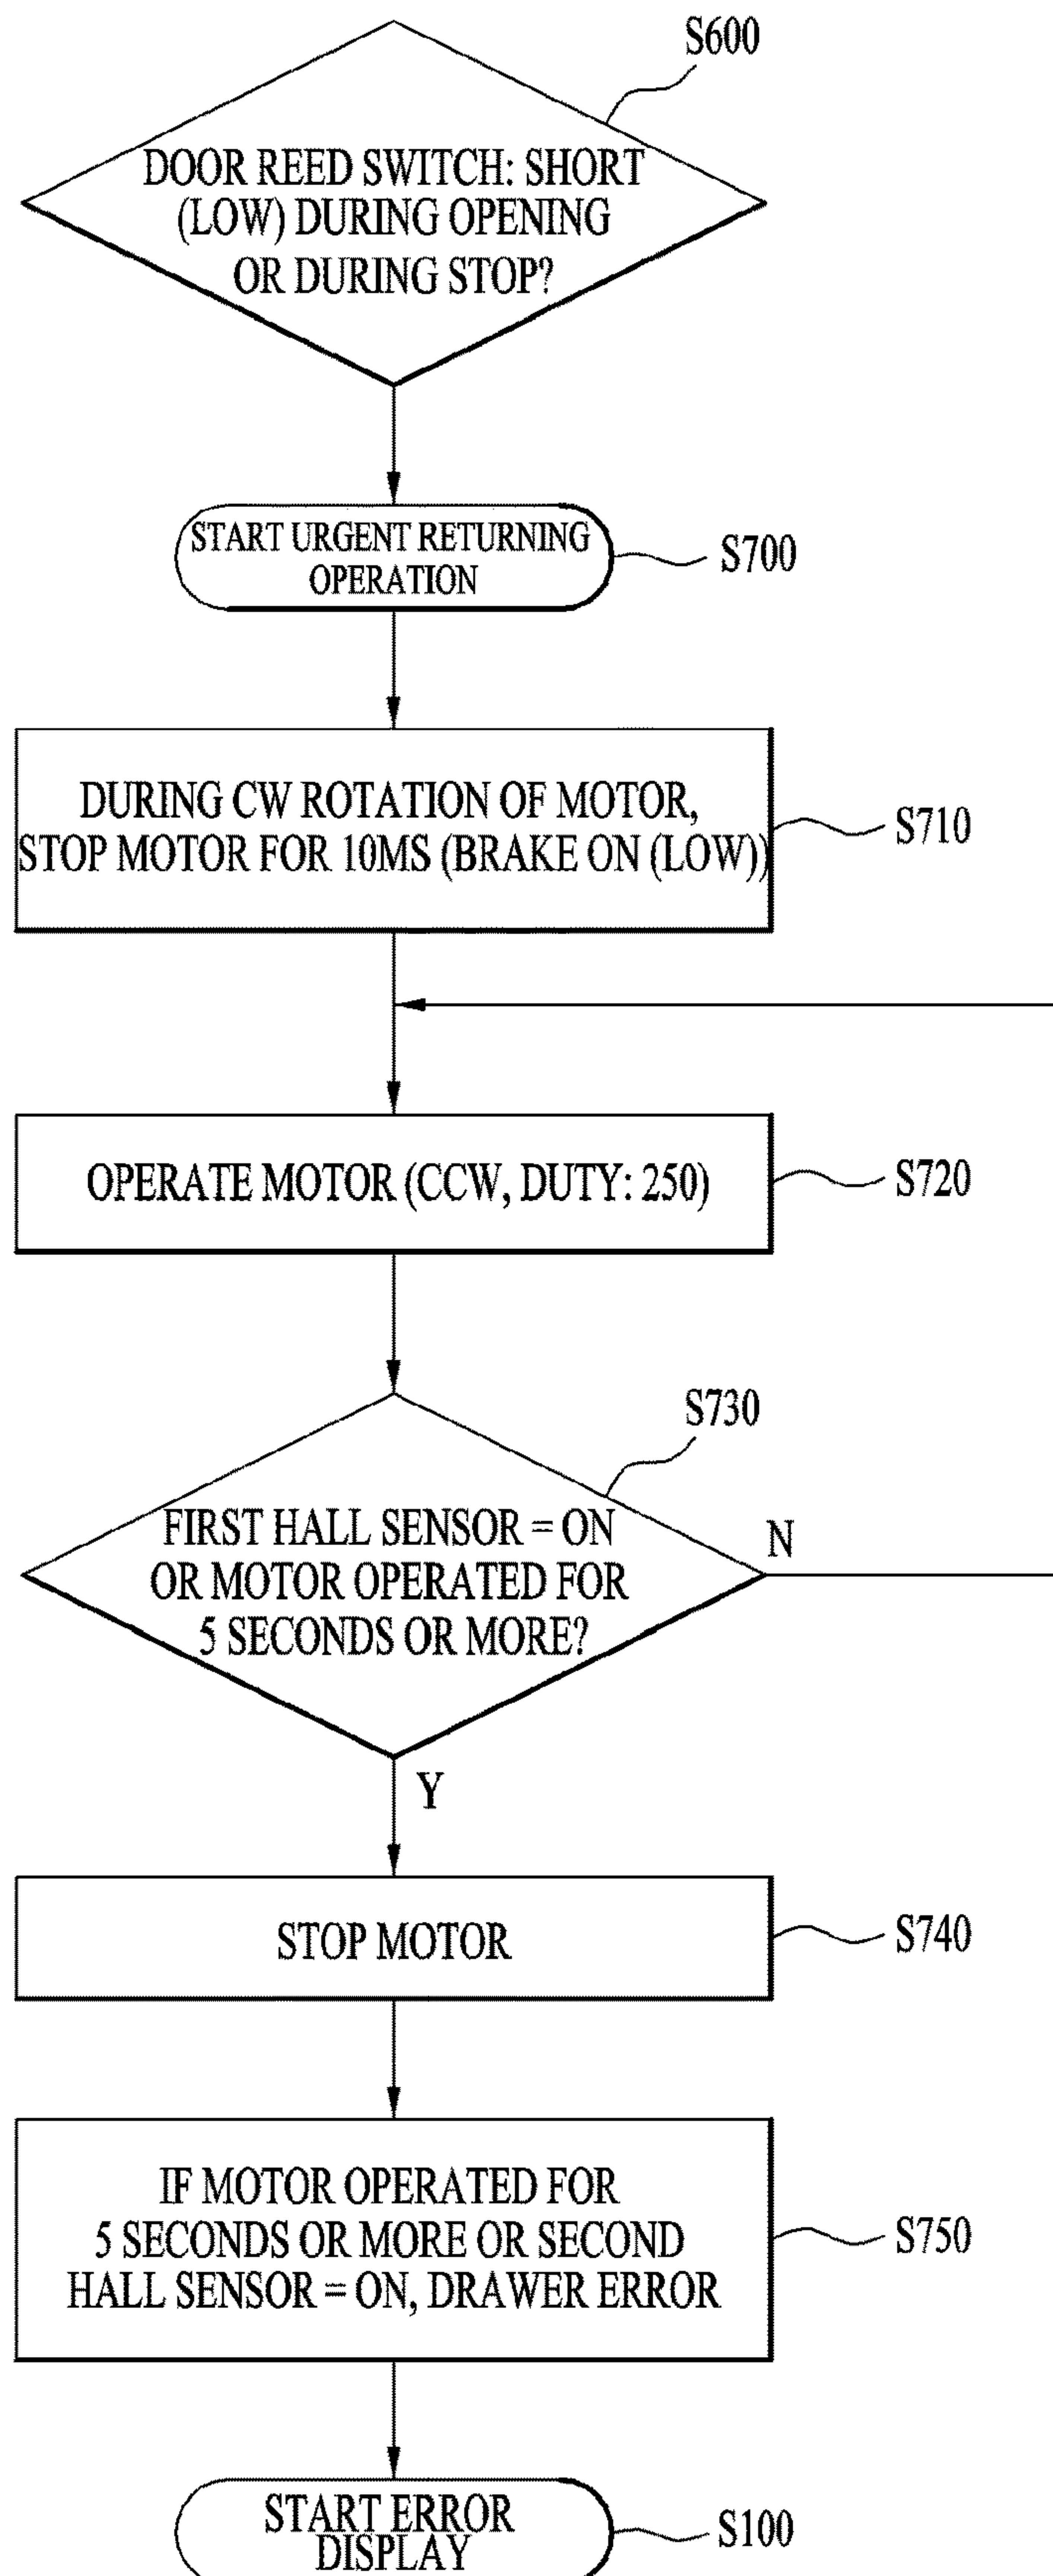 S600
DOOR REED SWITCH: SHORT
(LOW) DURING OPENING
OR DURING STOP?
START URGENT RETURNING
OPERATION
S700
DURING CW ROTATION OF MOTOR,
STOP MOTOR FOR 10MS (BRAKE ON (LOW))
S710
OPERATE MOTOR (CCW, DUTY: 250)
S720
S730
FIRST HALL SENSOR = ON
OR MOTOR OPERATED FOR
5 SECONDS OR MORE?
N
Y
STOP MOTOR
S740
IF MOTOR OPERATED FOR
5 SECONDS OR MORE OR SECOND
HALL SENSOR = ON, DRAWER ERROR
S750
START ERROR
DISPLAY
S100